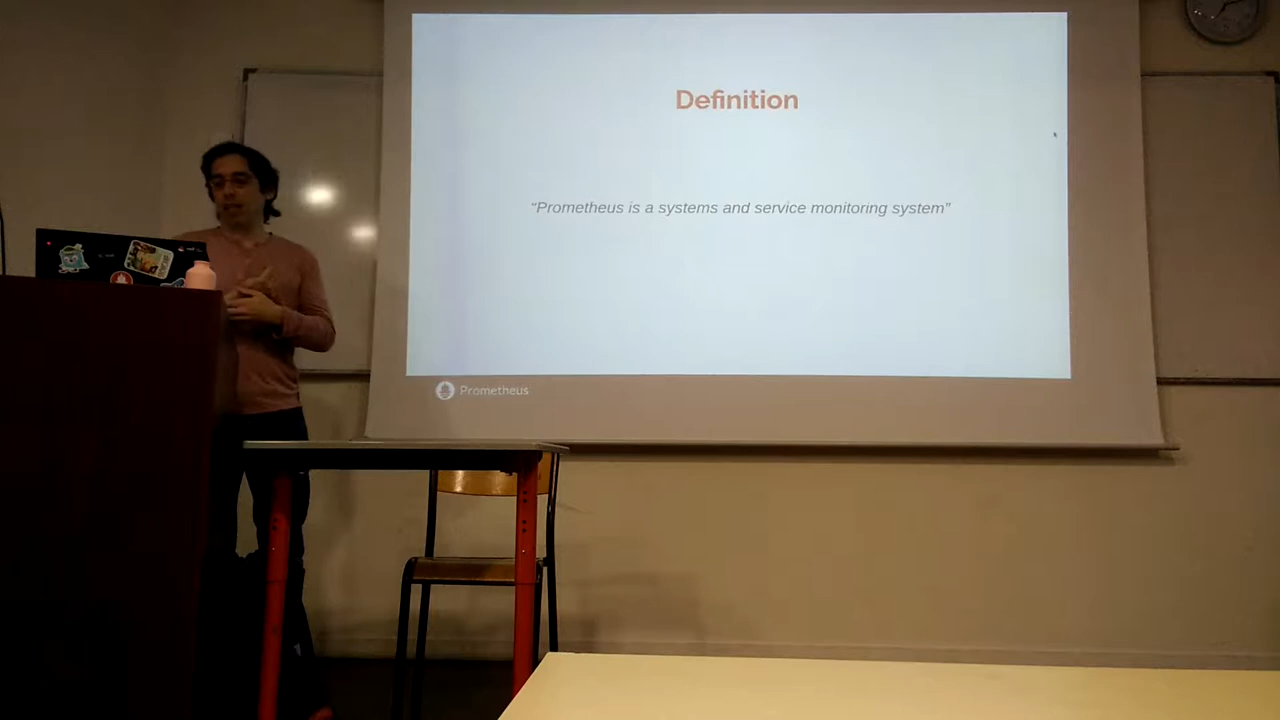 Definition
“Prometheus is a systems and service monitoring system”
Prometheus